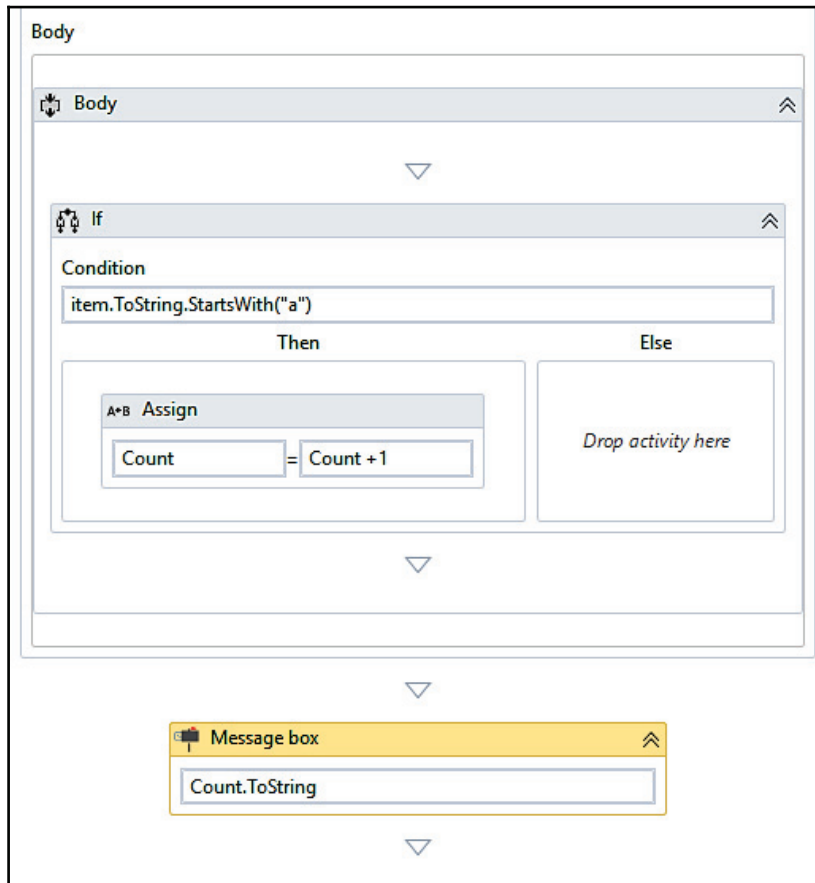 Body
Body
If
Condition
item.ToString.StartsWith("a")
Then Else
A+B Assign
Count = Count +1
Drop activity here
Message box
Count.ToString